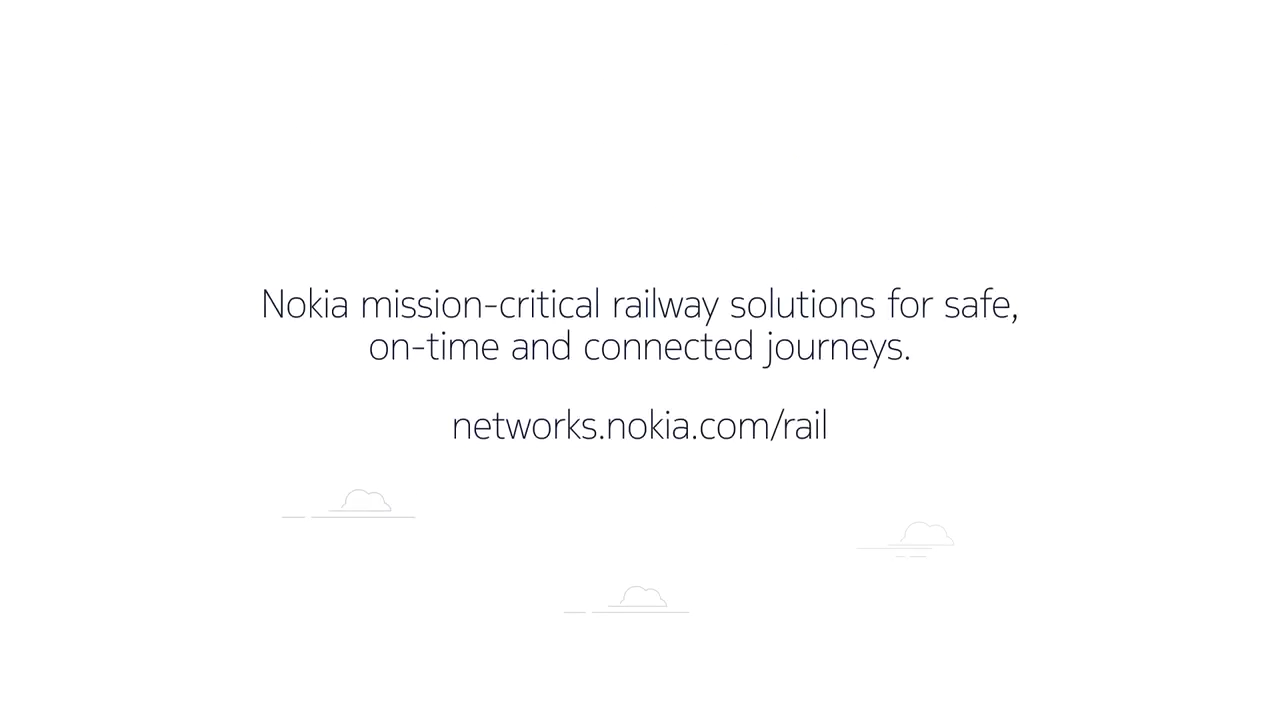 Nokia mission-critical railway solutions for safe,
on-time and connected journeys.
networks.nokia.com/rail